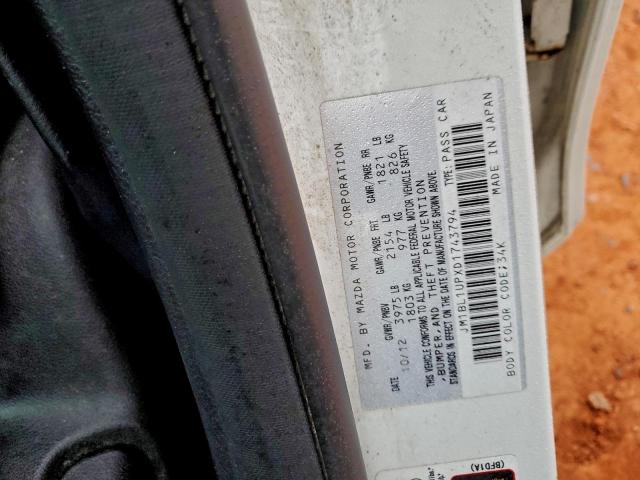 MFD. BY MAZDA MOTOR CORPORATION
GVWR/PNBV GAWR/PNBE FRT GAWR/PNBE RR
DATE 3975 LB 2154 LB 1821 LB
10/12 1803 KG 977 KG 826 KG
THIS VEHICLE CONFORMS TO ALL APPLICABLE FEDERAL MOTOR VEHICLE SAFETY
,BUMPER,AND THEFT PREVENTION
STANDARDS IN EFFECT ON THE DATE OF MANUFACTURE SHOWN ABOVE.
JM1BL1UPXD1743794 TYPE:PASS CAR
BODY COLOR CODE:34K MADE IN JAPAN
(BFD1A)